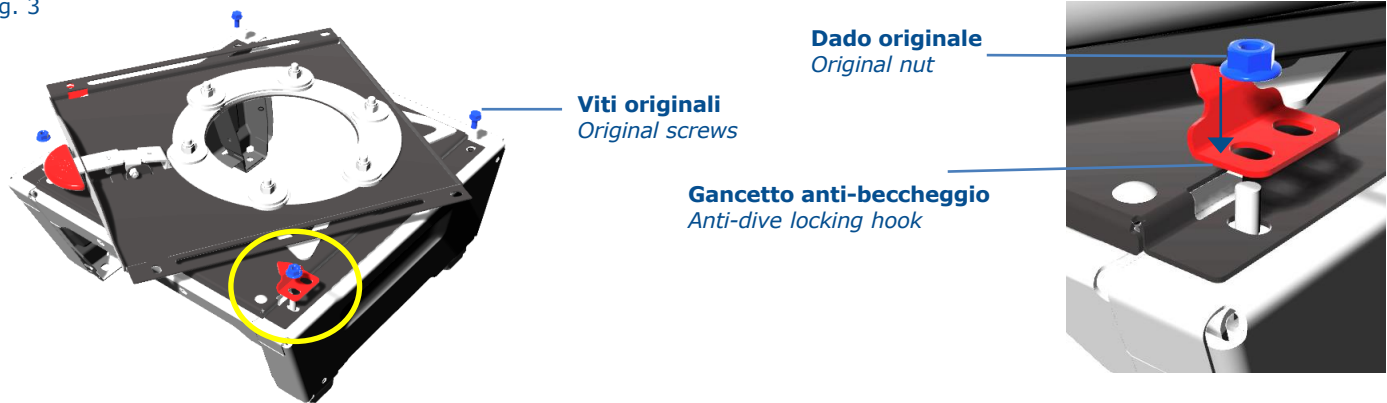 g. 3
Viti originali
Original screws
Dado originale
Original nut
Gancetto anti-beccheggio
Anti-dive locking hook